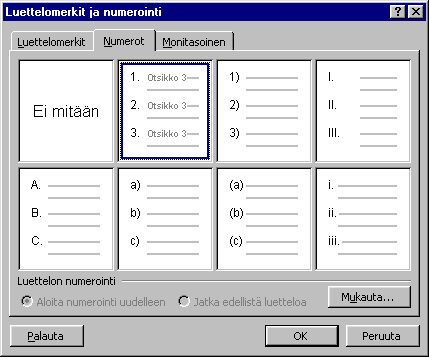 Luettelomerkit ja numerointi
Luettelomerkit Numerot Monitasoinen
Ei mitään
1. Otsikko 3
2. Otsikko 3
3. Otsikko 3
1)
2)
3)
I.
II.
III.
A.
B.
C.
a)
b)
c)
(a)
(b)
(c)
i.
ii.
iii.
Luettelon numerointi
Aloita numerointi uudelleen Jatka edellistä luetteloa Mukauta...
Palauta OK Peruuta